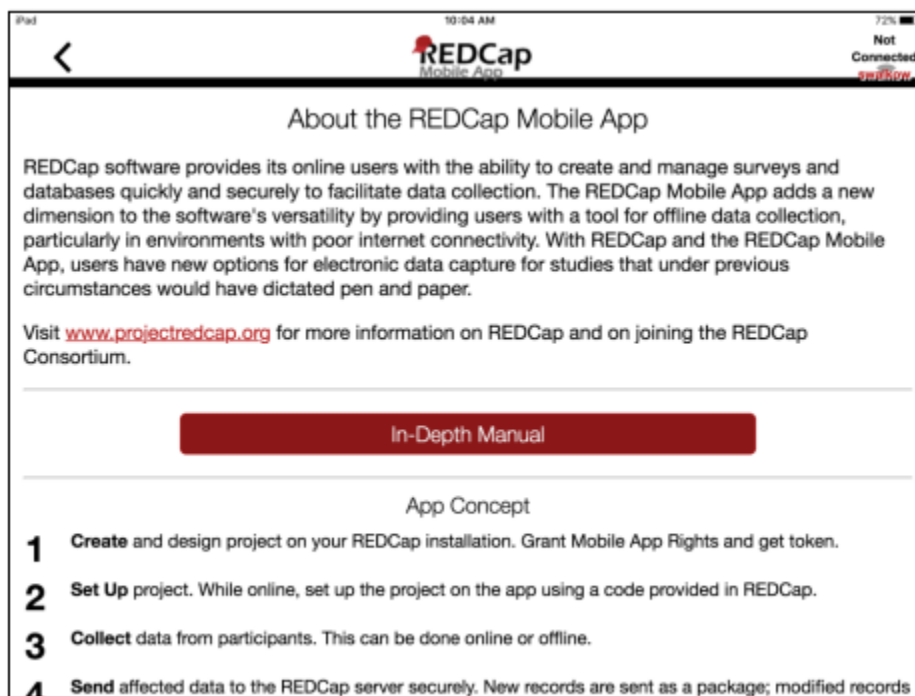 iPad 10:04 AM 72%
Not
REDCap Connected
Mobile App
About the REDCap Mobile App
REDCap software provides its online users with the ability to create and manage surveys and
databases quickly and securely to facilitate data collection. The REDCap Mobile App adds a new
dimension to the software's versatility by providing users with a tool for offline data collection,
particularly in environments with poor internet connectivity. With REDCap and the REDCap Mobile
App, users have new options for electronic data capture for studies that under previous
circumstances would have dictated pen and paper.
Visit www.projectredcap.org for more information on REDCap and on joining the REDCap
Consortium.
In-Depth Manual
App Concept
1 Create and design project on your REDCap installation. Grant Mobile App Rights and get token.
2 Set Up project. While online, set up the project on the app using a code provided in REDCap.
3 Collect data from participants. This can be done online or offline.
4 Send affected data to the REDCap server securely. New records are sent as a package; modified records